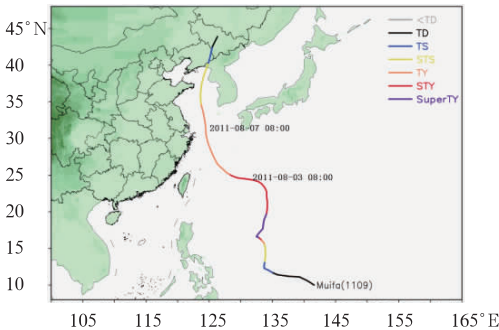 45°N
40
35
30
25
20
15
10
105 115 125 135 145 155 165°E
<TD
TD
TS
STS
TY
STY
SuperTY
2011-08-07 08:00
2011-08-03 08:00
Muifa(1109)